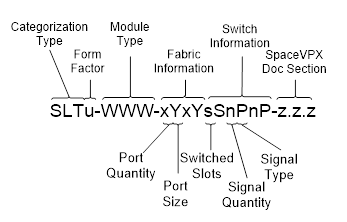 Categorization
Type
Module
Type
Switch
Information
Form
Factor
Fabric
Information
SpaceVPX
Doc Section
SLTu-WWW-xYxYsSnPnP-z.z.z
Port
Quantity
Switched
Slots
Signal
Type
Port
Size
Signal
Quantity